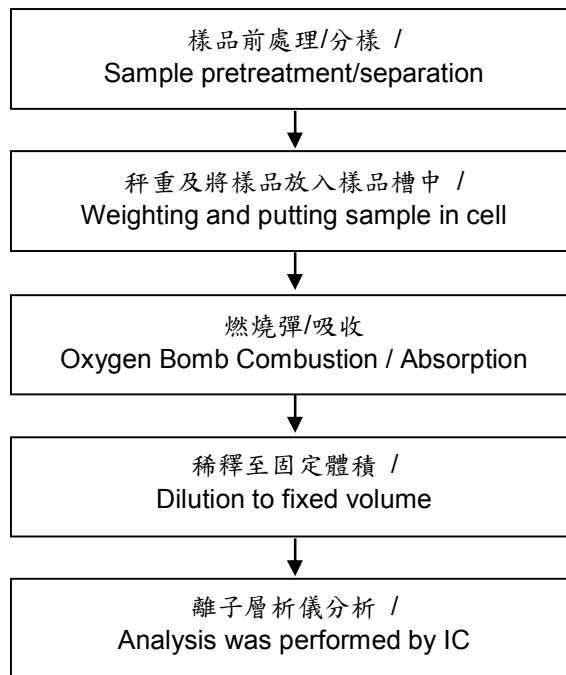 樣品前處理/分樣 /
Sample pretreatment/separation
秤重及將樣品放入樣品槽中 /
Weighting and putting sample in cell
燃燒彈/吸收
Oxygen Bomb Combustion / Absorption
稀釋至固定體積 /
Dilution to fixed volume
離子層析儀分析 /
Analysis was performed by IC